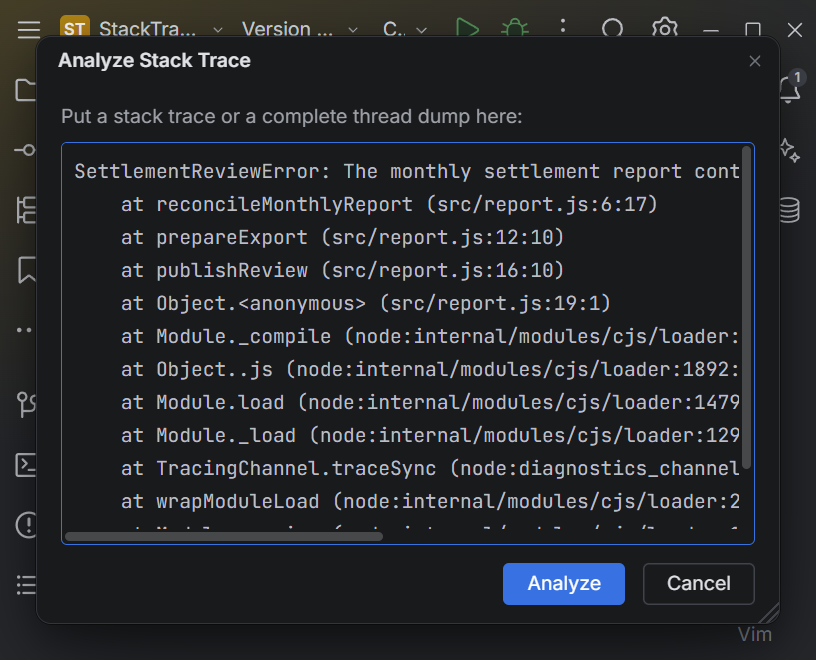 ST StackTra... Version ... C..
Analyze Stack Trace
1
Put a stack trace or a complete thread dump here:
SettlementReviewError: The monthly settlement report cont
at reconcileMonthlyReport (src/report.js:6:17)
at prepareExport (src/report.js:12:10)
at publishReview (src/report.js:16:10)
at Object.<anonymous> (src/report.js:19:1)
at Module._compile (node:internal/modules/cjs/loader:
at Object..js (node:internal/modules/cjs/loader:1892:
at Module.load (node:internal/modules/cjs/loader:1479
at Module._load (node:internal/modules/cjs/loader:129
at TracingChannel.traceSync (node:diagnostics_channel
at wrapModuleLoad (node:internal/modules/cjs/loader:2
Analyze Cancel
Vim